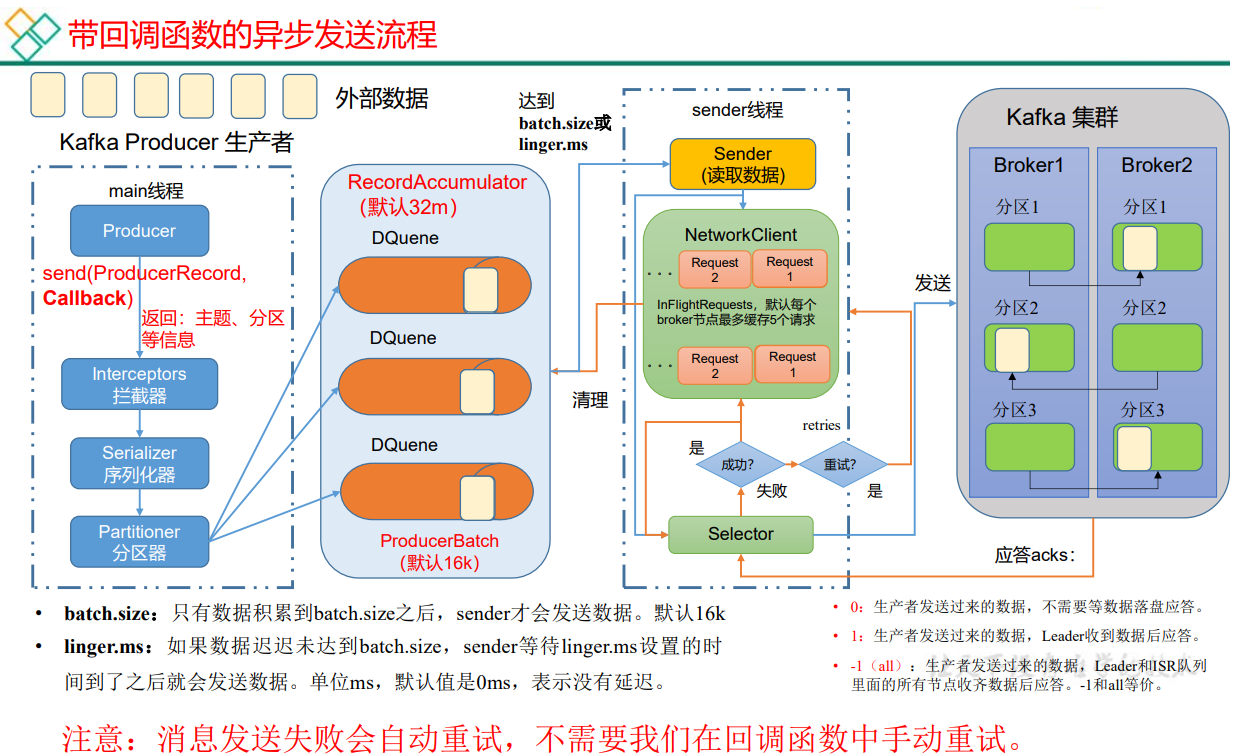 带回调函数的异步发送流程
外部数据
Kafka Producer 生产者
main线程
Producer
send(ProducerRecord,
Callback)
返回：主题、分区
等信息
Interceptors
拦截器
Serializer
序列化器
Partitioner
分区器
RecordAccumulator
(默认32m)
DQuene
DQuene
DQuene
ProducerBatch
(默认16k)
达到
batch.size或
linger.ms
清理
sender线程
Sender
(读取数据)
NetworkClient
... Request
2
Request
1
InFlightRequests，默认每个
broker节点最多缓存5个请求
... Request
2
Request
1
retries
是
成功?
重试?
失败
是
Selector
发送
Kafka 集群
Broker1
Broker2
分区1
分区1
分区2
分区2
分区3
分区3
应答acks：
• batch.size：只有数据积累到batch.size之后，sender才会发送数据。默认16k
• linger.ms：如果数据迟迟未达到batch.size，sender等待linger.ms设置的时
间到了之后就会发送数据。单位ms，默认值是0ms，表示没有延迟。
• 0：生产者发送过来的数据，不需要等数据落盘应答。
• 1：生产者发送过来的数据，Leader收到数据后应答。
• -1（all）：生产者发送过来的数据，Leader和ISR队列
里面的所有节点收齐数据后应答。-1和all等价。
注意：消息发送失败会自动重试，不需要我们在回调函数中手动重试。